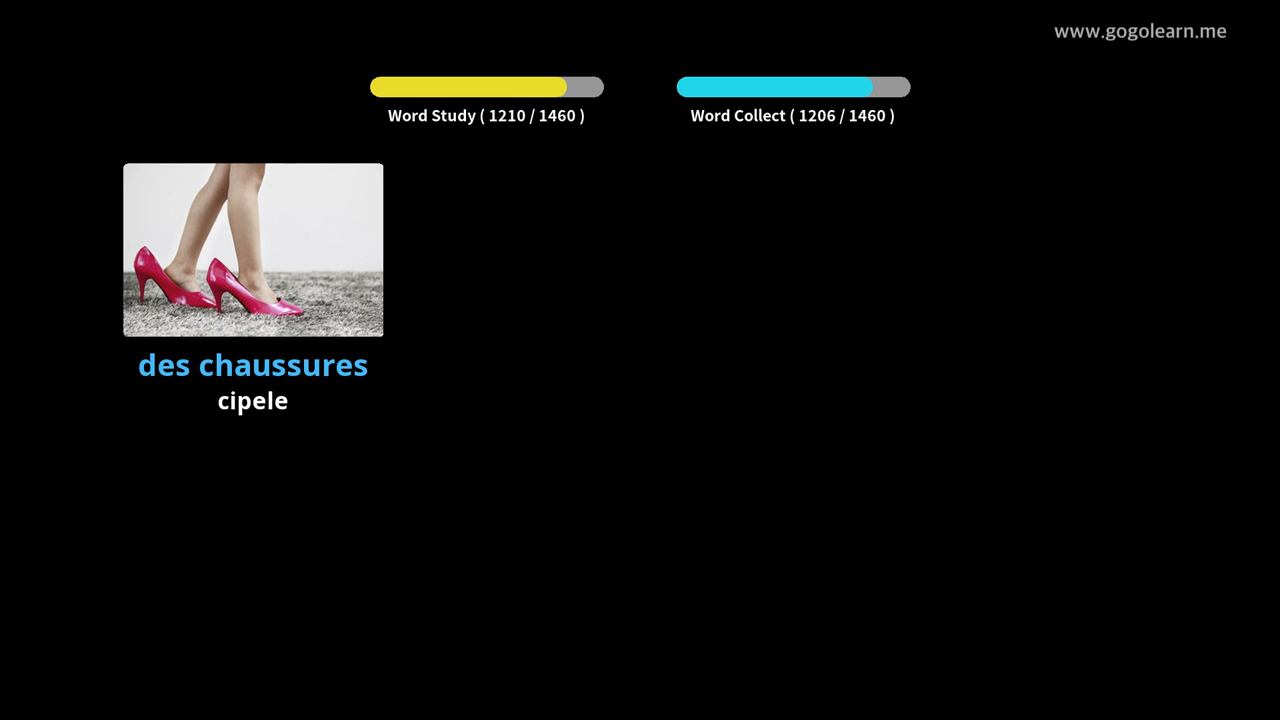 www.gogolearn.me
Word Study ( 1210 / 1460 )
Word Collect ( 1206 / 1460 )
des chaussures
cipele